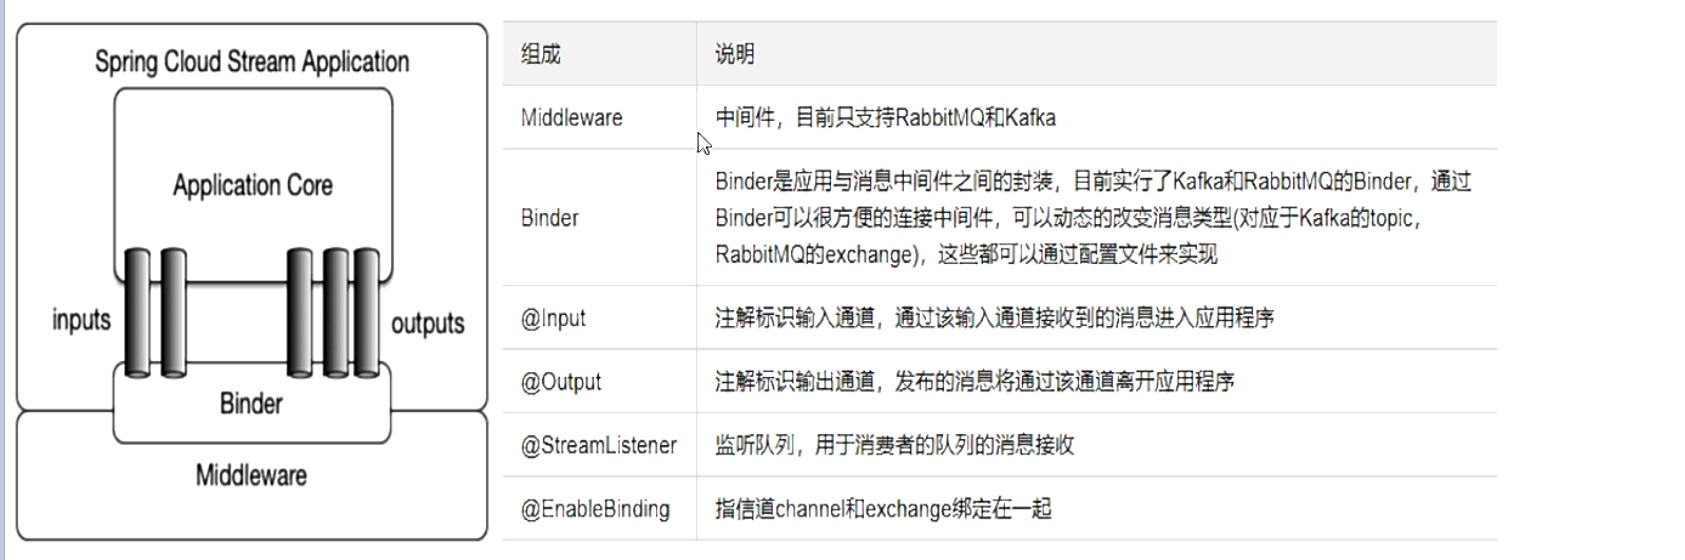 Spring Cloud Stream Application
Application Core
inputs
outputs
Binder
Middleware
组成 说明
Middleware 中间件，目前只支持RabbitMQ和Kafka
Binder Binder是应用与消息中间件之间的封装，目前实行了Kafka和RabbitMQ的Binder，通过
Binder可以很方便的连接中间件，可以动态的改变消息类型(对应于Kafka的topic，
RabbitMQ的exchange)，这些都可以通过配置文件来实现
@Input 注解标识输入通道，通过该输入通道接收到的消息进入应用程序
@Output 注解标识输出通道，发布的消息将通过该通道离开应用程序
@StreamListener 监听队列，用于消费者的队列的消息接收
@EnableBinding 指信道channel和exchange绑定在一起